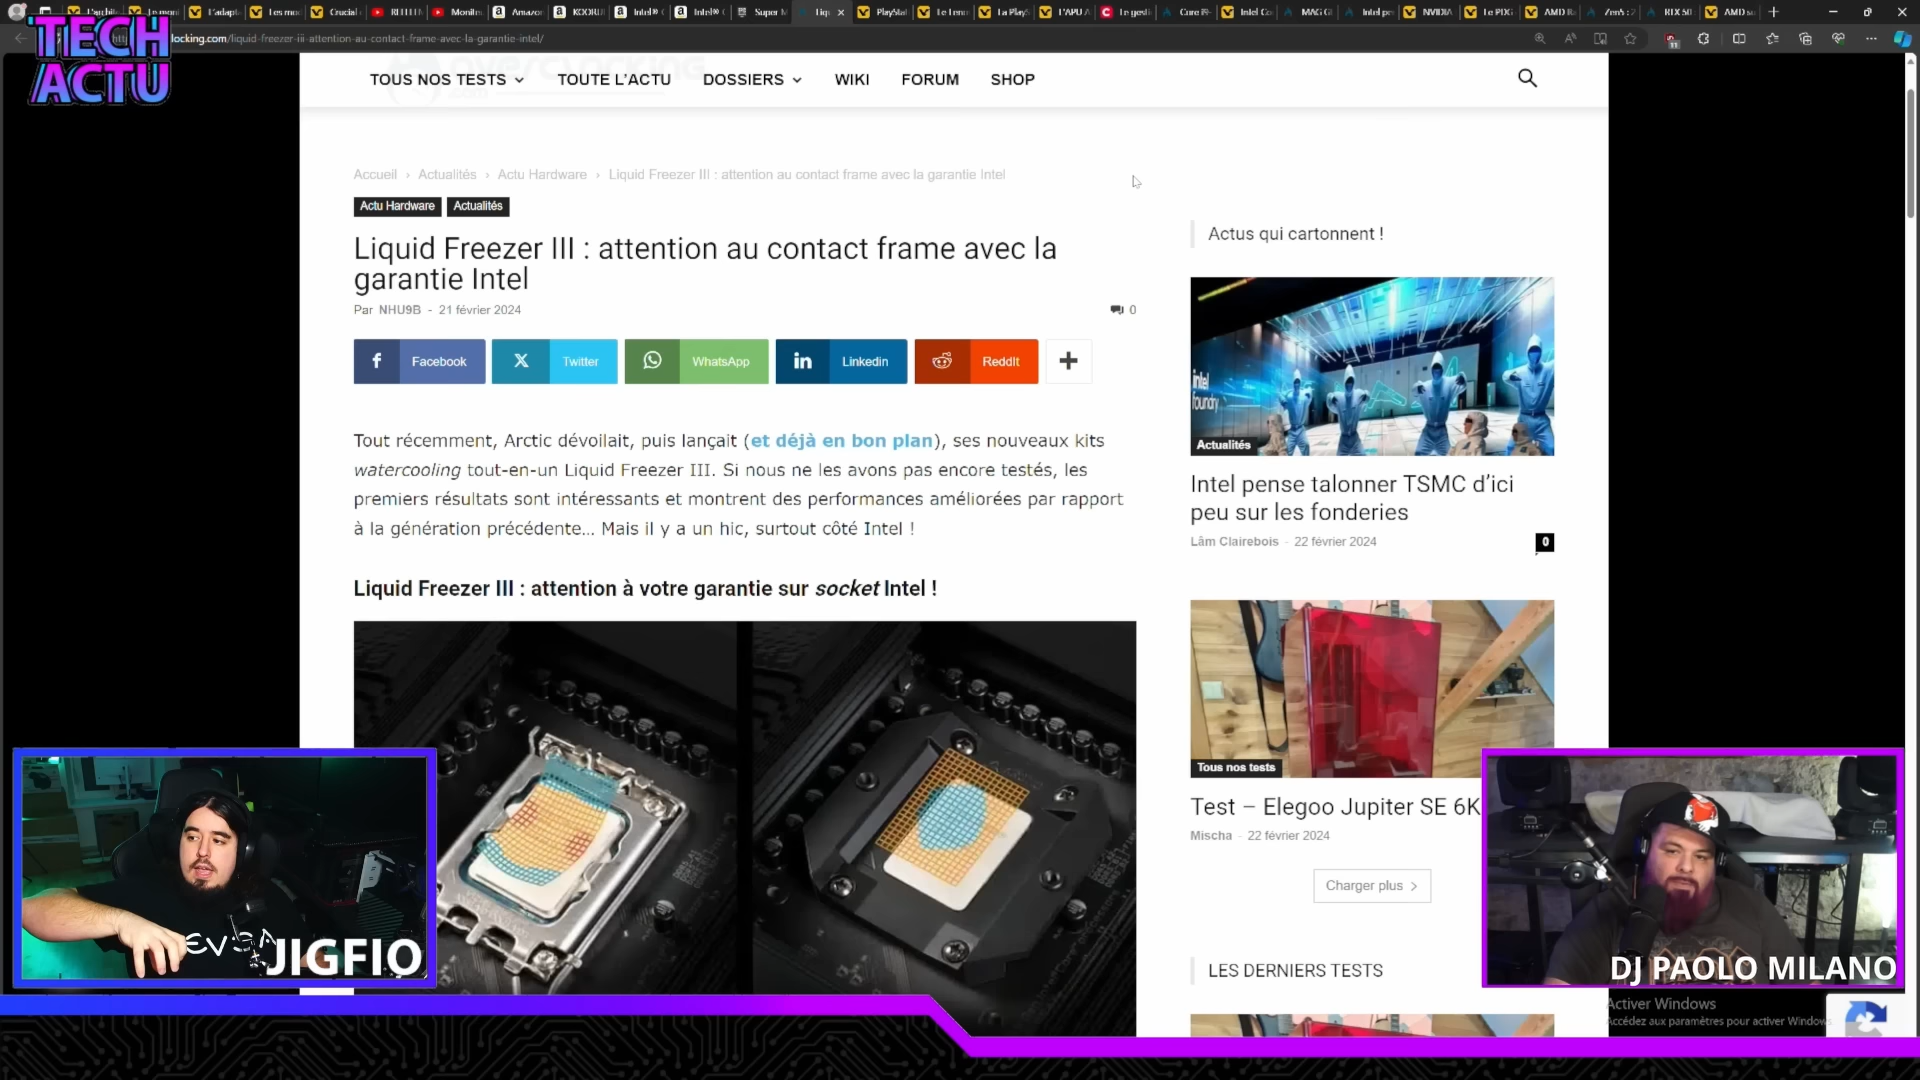 TECH
ACTU
locking.com/liquid-freezer-iii-attention-au-contact-frame-avec-la-garantie-intel/
TOUS NOS TESTS
TOUTE L'ACTU
DOSSIERS
WIKI
FORUM
SHOP
Accueil › Actualités › Actu Hardware › Liquid Freezer III : attention au contact frame avec la garantie Intel
Actu Hardware
Actualités
Liquid Freezer III : attention au contact frame avec la
garantie Intel
Par NHU9B - 21 février 2024
0
Facebook
Twitter
WhatsApp
Linkedin
ReddIt
Tout récemment, Arctic dévoilait, puis lançait (et déjà en bon plan), ses nouveaux kits
watercooling tout-en-un Liquid Freezer III. Si nous ne les avons pas encore testés, les
premiers résultats sont intéressants et montrent des performances améliorées par rapport
à la génération précédente... Mais il y a un hic, surtout côté Intel !
Liquid Freezer III : attention à votre garantie sur socket Intel !
Actus qui cartonnent !
intel
foundry
Actualités
Intel pense talonner TSMC d'ici
peu sur les fonderies
Lâm Clairebois - 22 février 2024
0
Tous nos tests
Test – Elegoo Jupiter SE 6K
Mischa - 22 février 2024
Charger plus
LES DERNIERS TESTS
JIGFIO
DJ PAOLO MILANO
Activer Windows
Accédez aux paramètres pour activer Windows